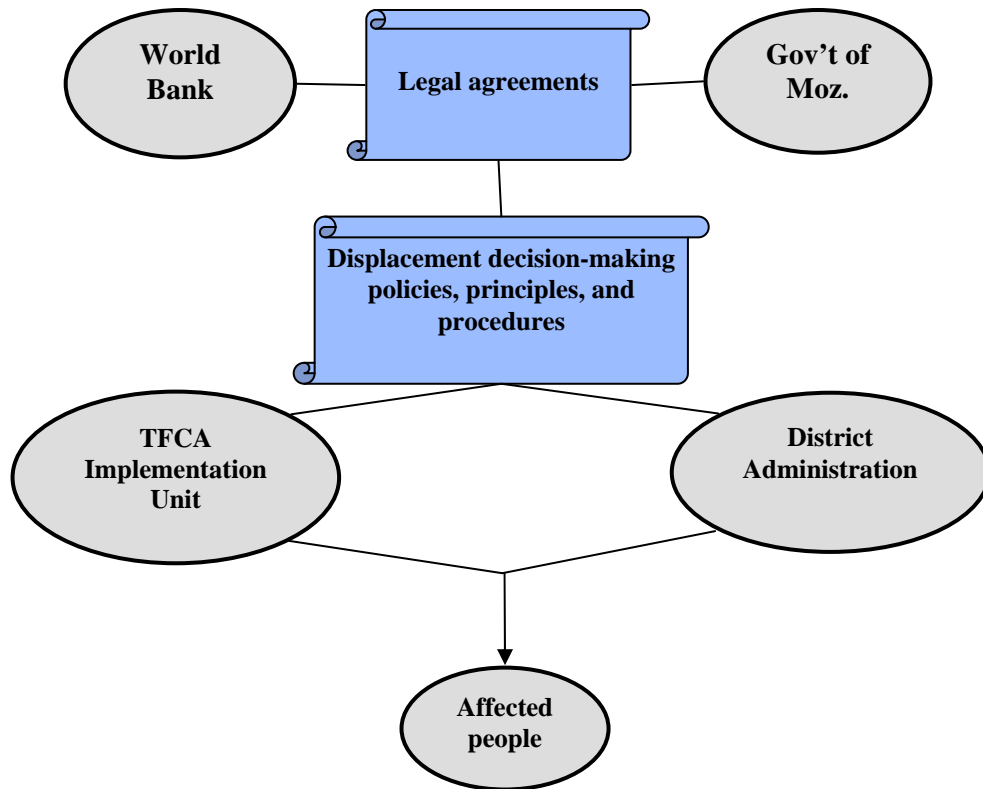 World
Bank
Legal agreements
Gov’t of
Moz.
Displacement decision-making
policies, principles, and
procedures
TFCA
Implementation
Unit
District
Administration
Affected
people